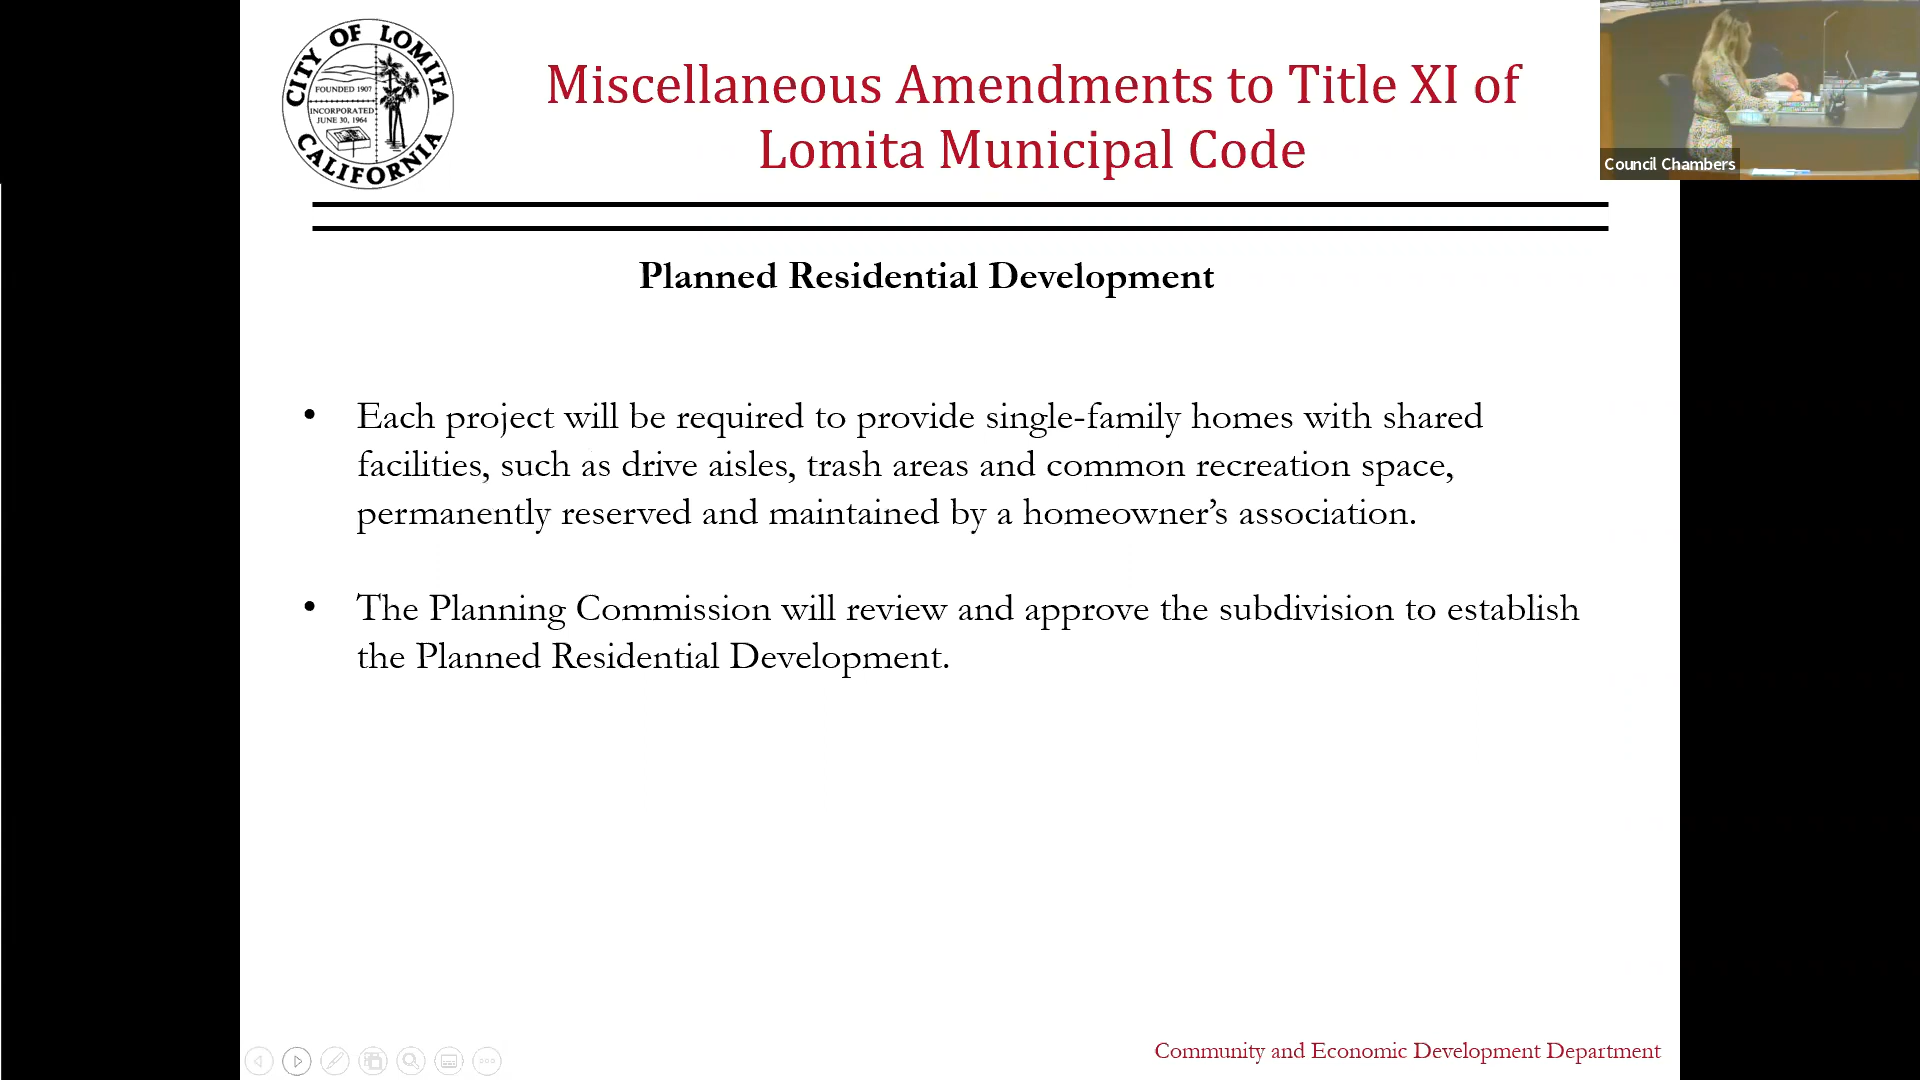 CITY OF LOMITA
FOUNDED 1907
INCORPORATED
JUNE 30, 1964
CALIFORNIA
Miscellaneous Amendments to Title XI of
Lomita Municipal Code
Council Chambers
Planned Residential Development
• Each project will be required to provide single-family homes with shared
facilities, such as drive aisles, trash areas and common recreation space,
permanently reserved and maintained by a homeowner’s association.
• The Planning Commission will review and approve the subdivision to establish
the Planned Residential Development.
Community and Economic Development Department